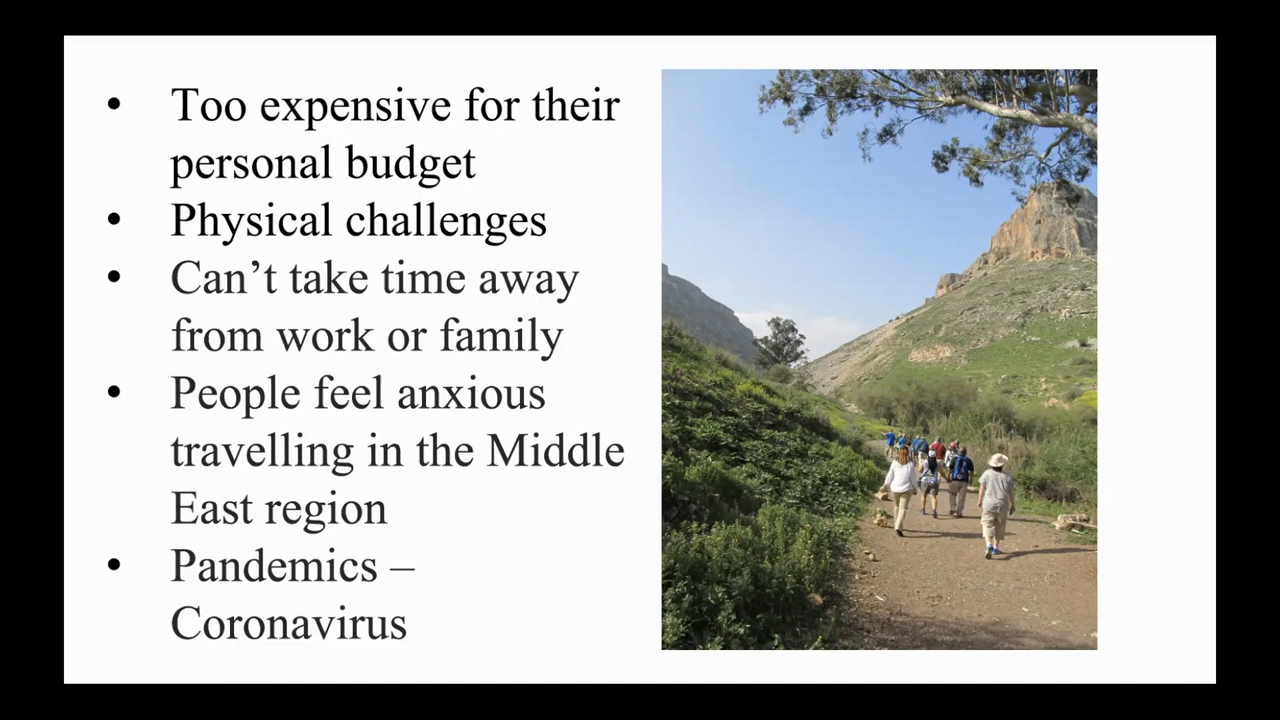 • Too expensive for their
personal budget
• Physical challenges
• Can’t take time away
from work or family
• People feel anxious
travelling in the Middle
East region
• Pandemics –
Coronavirus